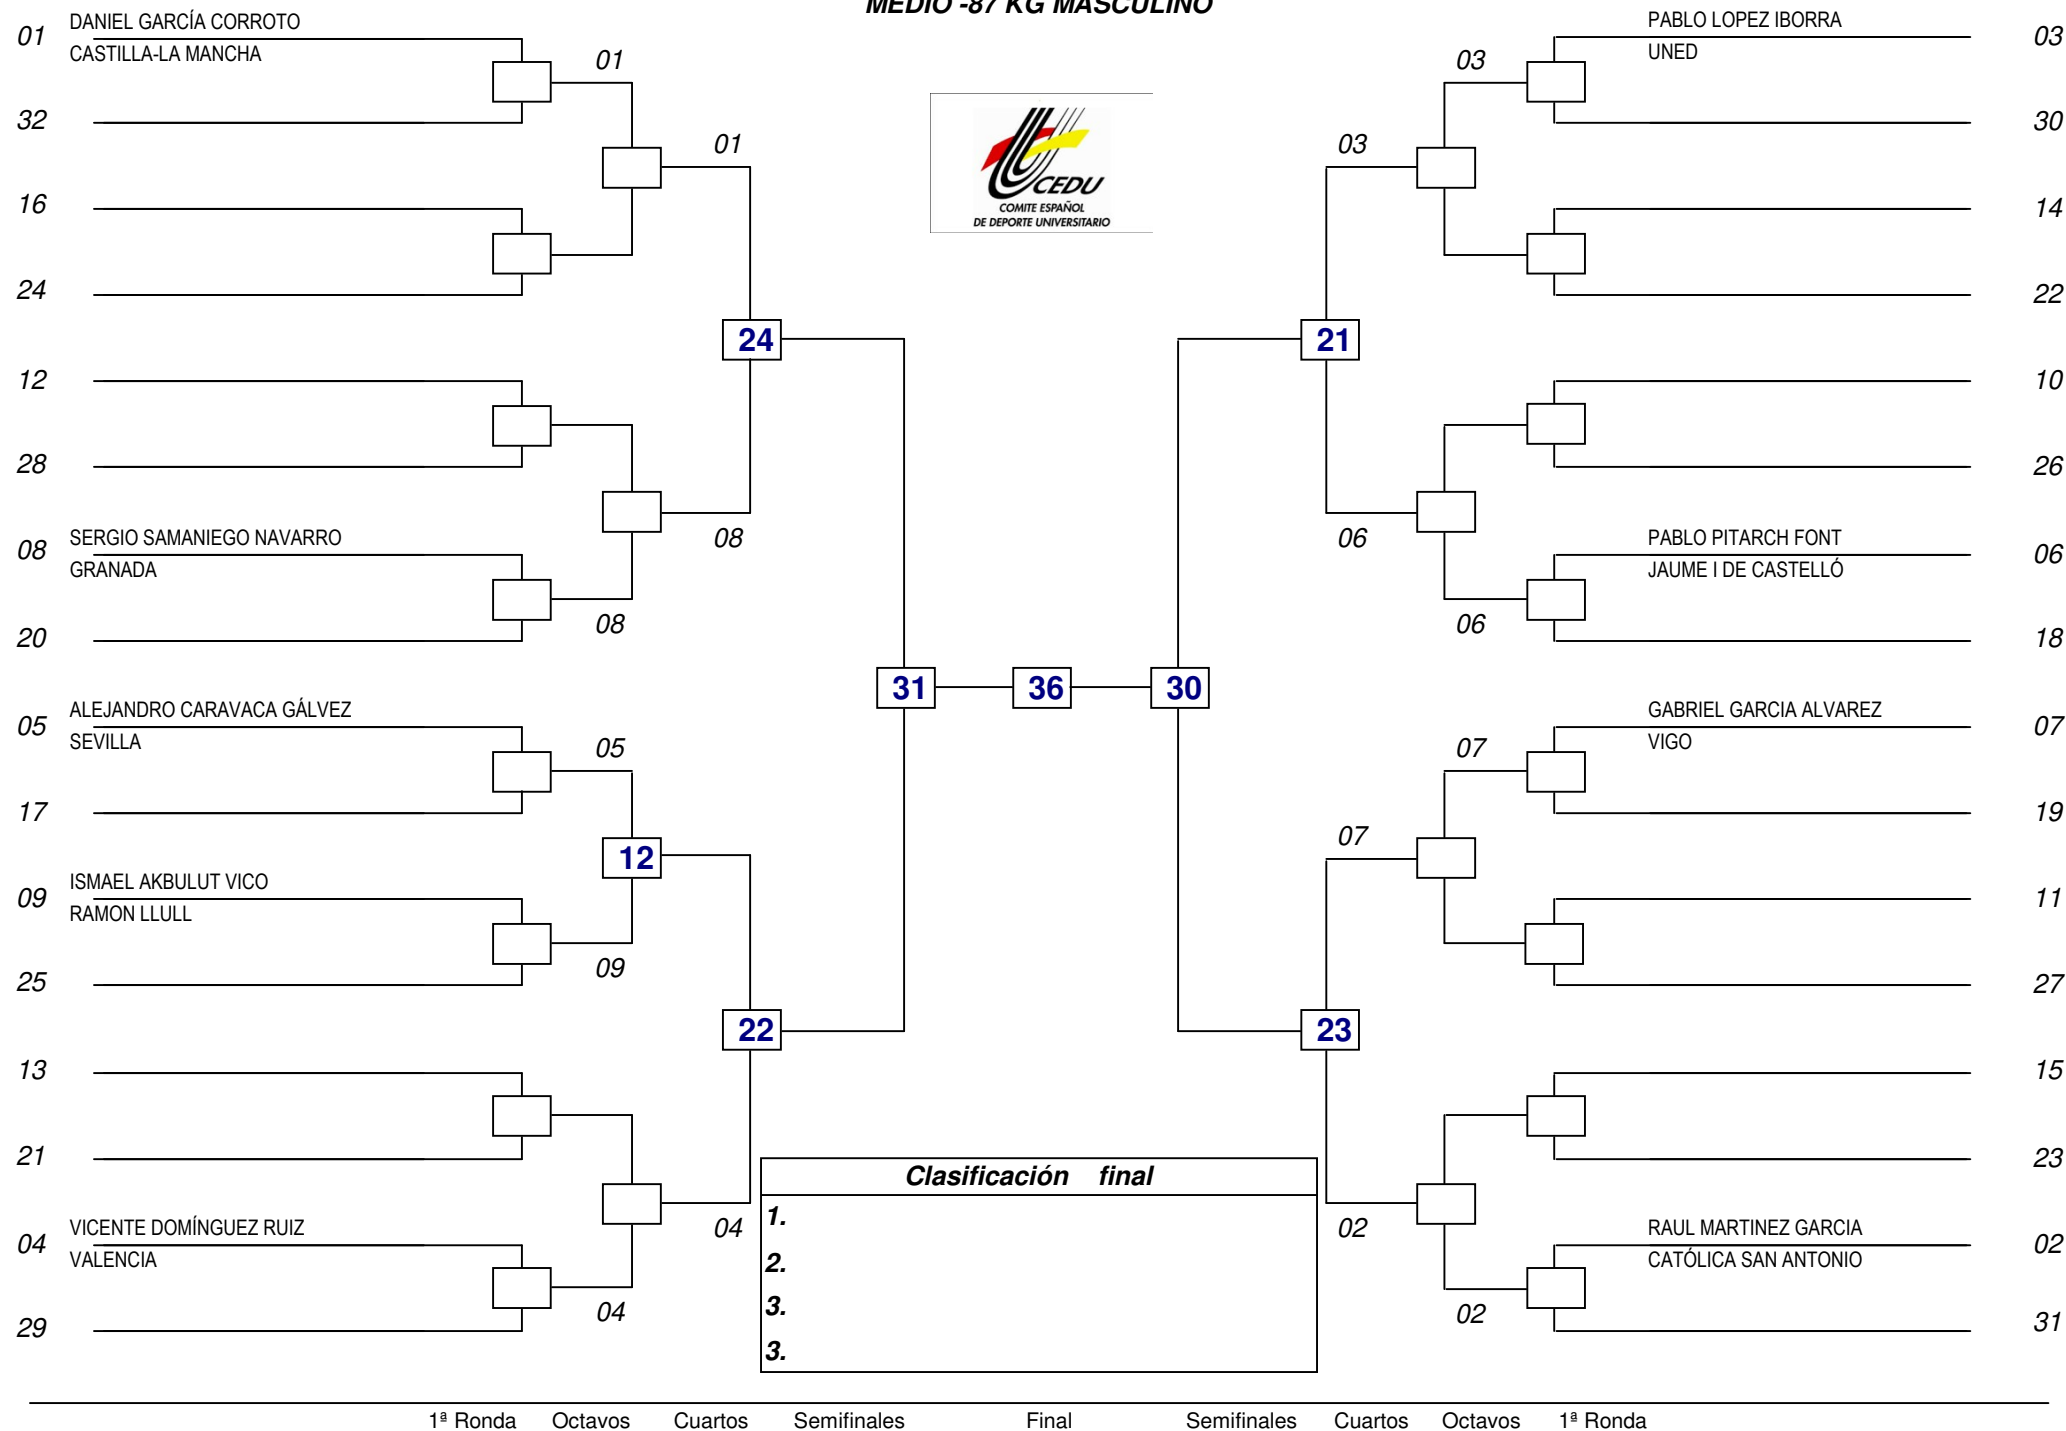 MEDIO -87 KG MASCULINO
01 DANIEL GARCÍA CORROTO
CASTILLA-LA MANCHA
32
16
24
12
28
08 SERGIO SAMANIEGO NAVARRO
GRANADA
20
05 ALEJANDRO CARAVACA GÁLVEZ
SEVILLA
17
09 ISMAEL AKBULUT VICO
RAMON LLULL
25
13
21
04 VICENTE DOMÍNGUEZ RUIZ
VALENCIA
29
01
08
05
09
04
12
01
08
04
24
22
31
36
30
CEDU
COMITE ESPAÑOL
DE DEPORTE UNIVERSITARIO
21
23
03
06
07
02
03
06
07
02
PABLO LOPEZ IBORRA 03
UNED
30
14
22
10
26
PABLO PITARCH FONT 06
JAUME I DE CASTELLÓ
18
GABRIEL GARCIA ALVAREZ 07
VIGO
19
11
27
15
23
RAUL MARTINEZ GARCIA 02
CATÓLICA SAN ANTONIO
31
Clasificación final
1.
2.
3.
3.
1ª Ronda Octavos Cuartos Semifinales Final Semifinales Cuartos Octavos 1ª Ronda